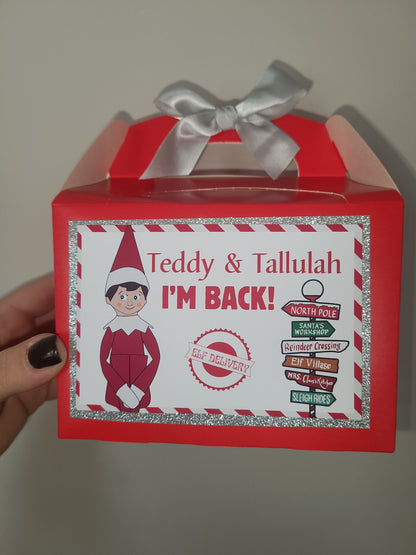 Teddy & Tallulah
I'M BACK!
ELF DELIVERY
NORTH POLE
SANTA'S
WORKSHOP
Reindeer Crossing
Elf Village
MRS. Claus's Kitchen
SLEIGH RIDES